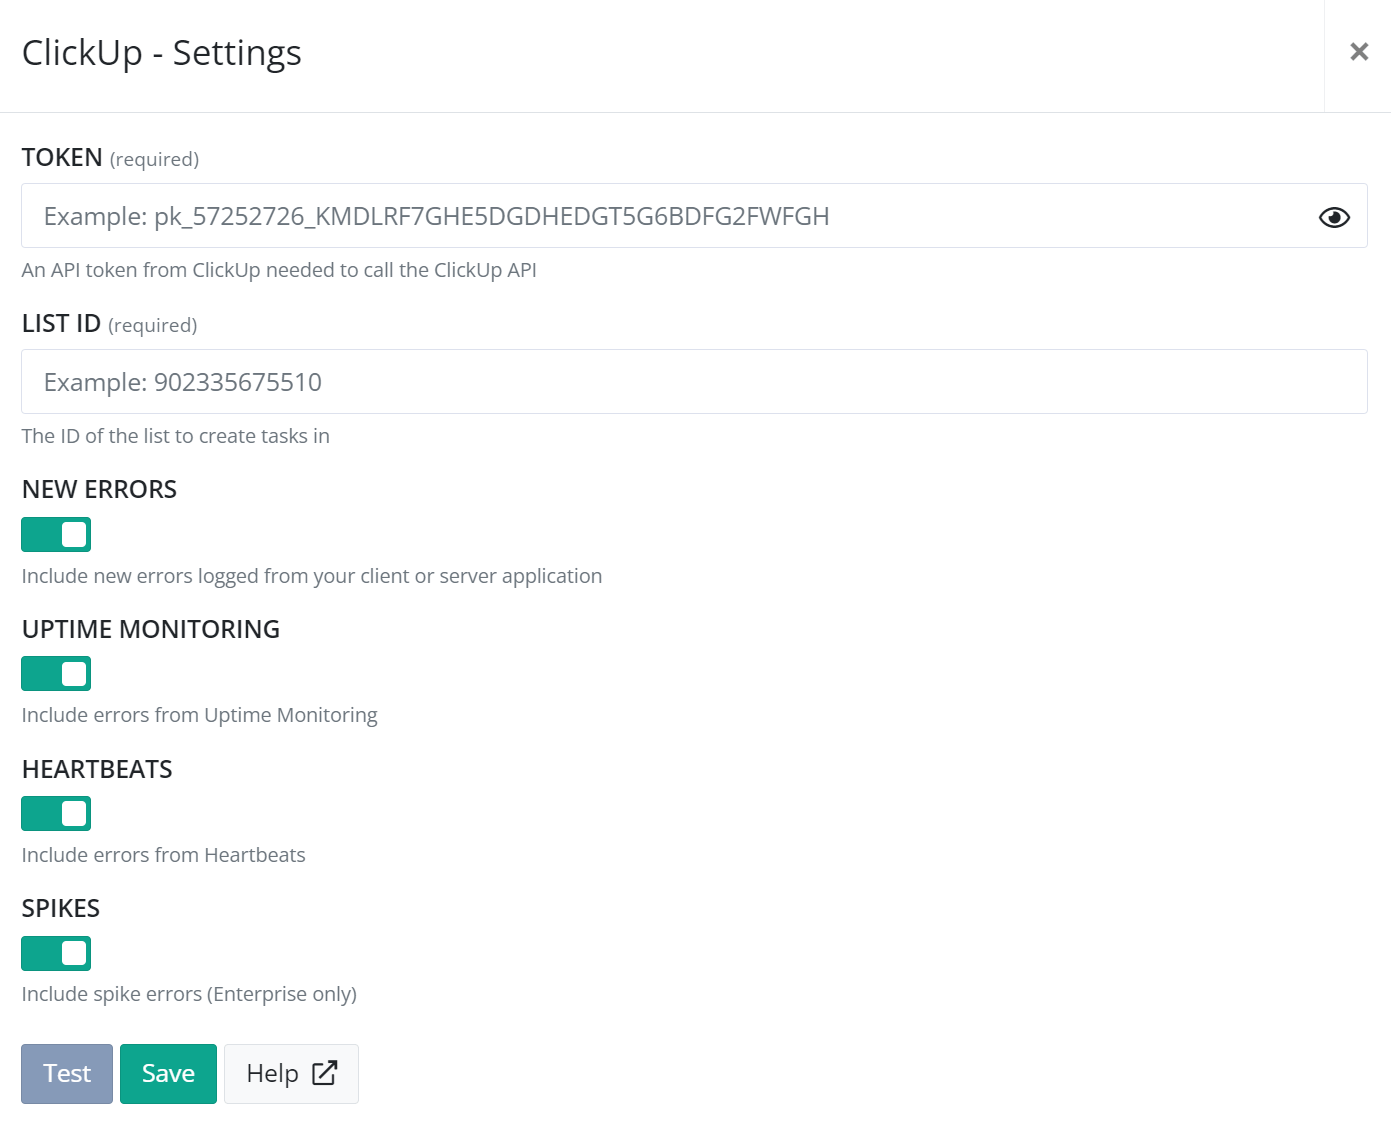 ClickUp - Settings
TOKEN (required)
Example: pk_57252726_KMDLRF7GHE5DGDHEDGT5G6BDFG2FWFGH
An API token from ClickUp needed to call the ClickUp API
LIST ID (required)
Example: 902335675510
The ID of the list to create tasks in
NEW ERRORS
Include new errors logged from your client or server application
UPTIME MONITORING
Include errors from Uptime Monitoring
HEARTBEATS
Include errors from Heartbeats
SPIKES
Include spike errors (Enterprise only)
Test Save Help